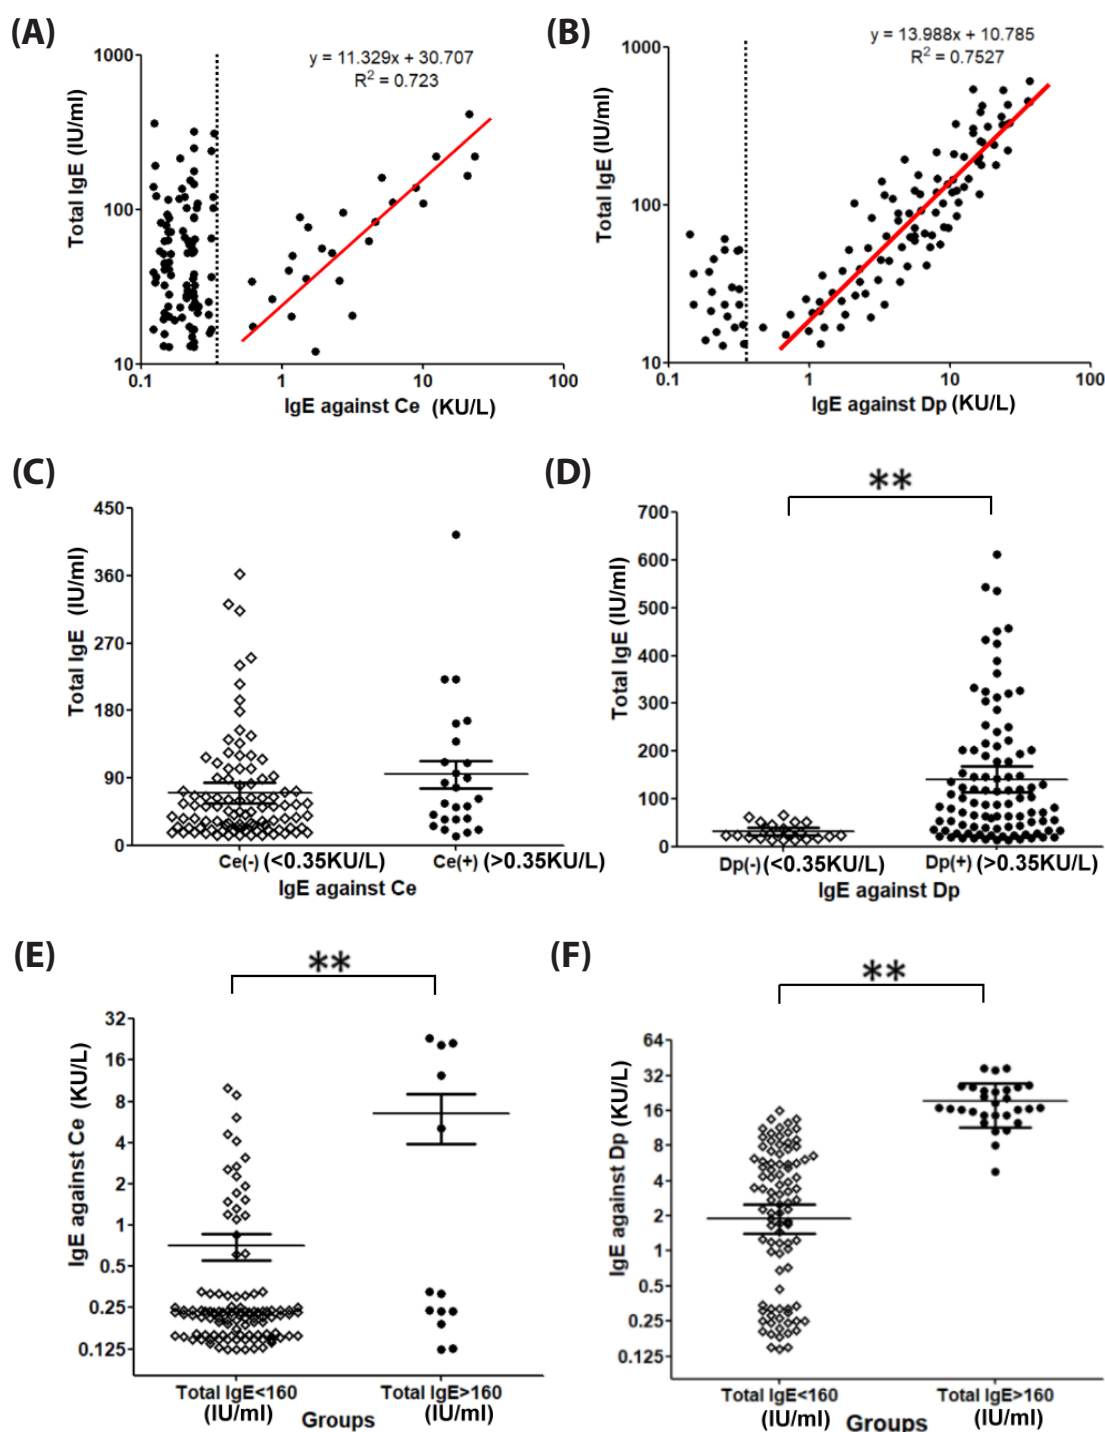 (A)
y = 11.329x + 30.707
R² = 0.723
Total IgE (IU/ml)
1000
100
10
0.1 1 10 100
IgE against Ce (KU/L)
(B)
y = 13.988x + 10.785
R² = 0.7527
Total IgE (IU/ml)
1000
100
10
0.1 1 10 100
IgE against Dp (KU/L)
(C)
Total IgE (IU/ml)
450
360
270
180
90
0
Ce(-) (<0.35KU/L) Ce(+) (>0.35KU/L)
IgE against Ce
(D)
**
Total IgE (IU/ml)
700
600
500
400
300
200
100
0
Dp(-) (<0.35KU/L) Dp(+) (>0.35KU/L)
IgE against Dp
(E)
**
IgE against Ce (KU/L)
32
16
8
4
2
1
0.5
0.25
0.125
Total IgE<160 Total IgE>160
(IU/ml) (IU/ml)
Groups
(F)
**
IgE against Dp (KU/L)
64
32
16
8
4
2
1
0.5
0.25
0.125
Total IgE<160 Total IgE>160
(IU/ml) (IU/ml)
Groups